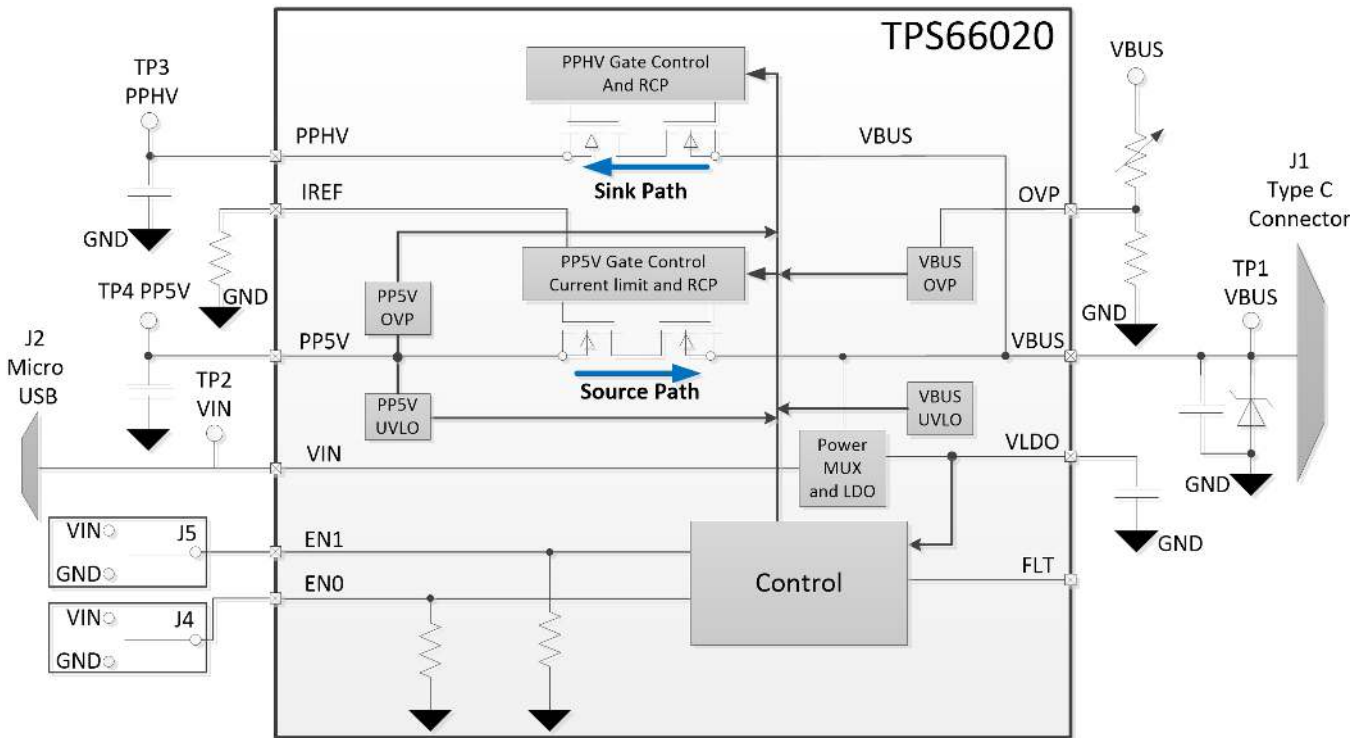 TPS66020
TP3
PPHV
PPHV Gate Control
And RCP
VBUS
PPHV
VBUS
Sink Path
IREF
OVP
J1
Type C
Connector
GND
GND
TP4 PP5V
PP5V
OVP
PP5V Gate Control
Current limit and RCP
VBUS
OVP
GND
TP1
VBUS
J2
Micro
USB
PP5V
VBUS
TP2
VIN
Source Path
PP5V
UVLO
VBUS
UVLO
VIN
Power
MUX
and LDO
VLDO
GND
GND
VIN
J5
GND
EN1
EN0
Control
FLT
VIN
J4
GND